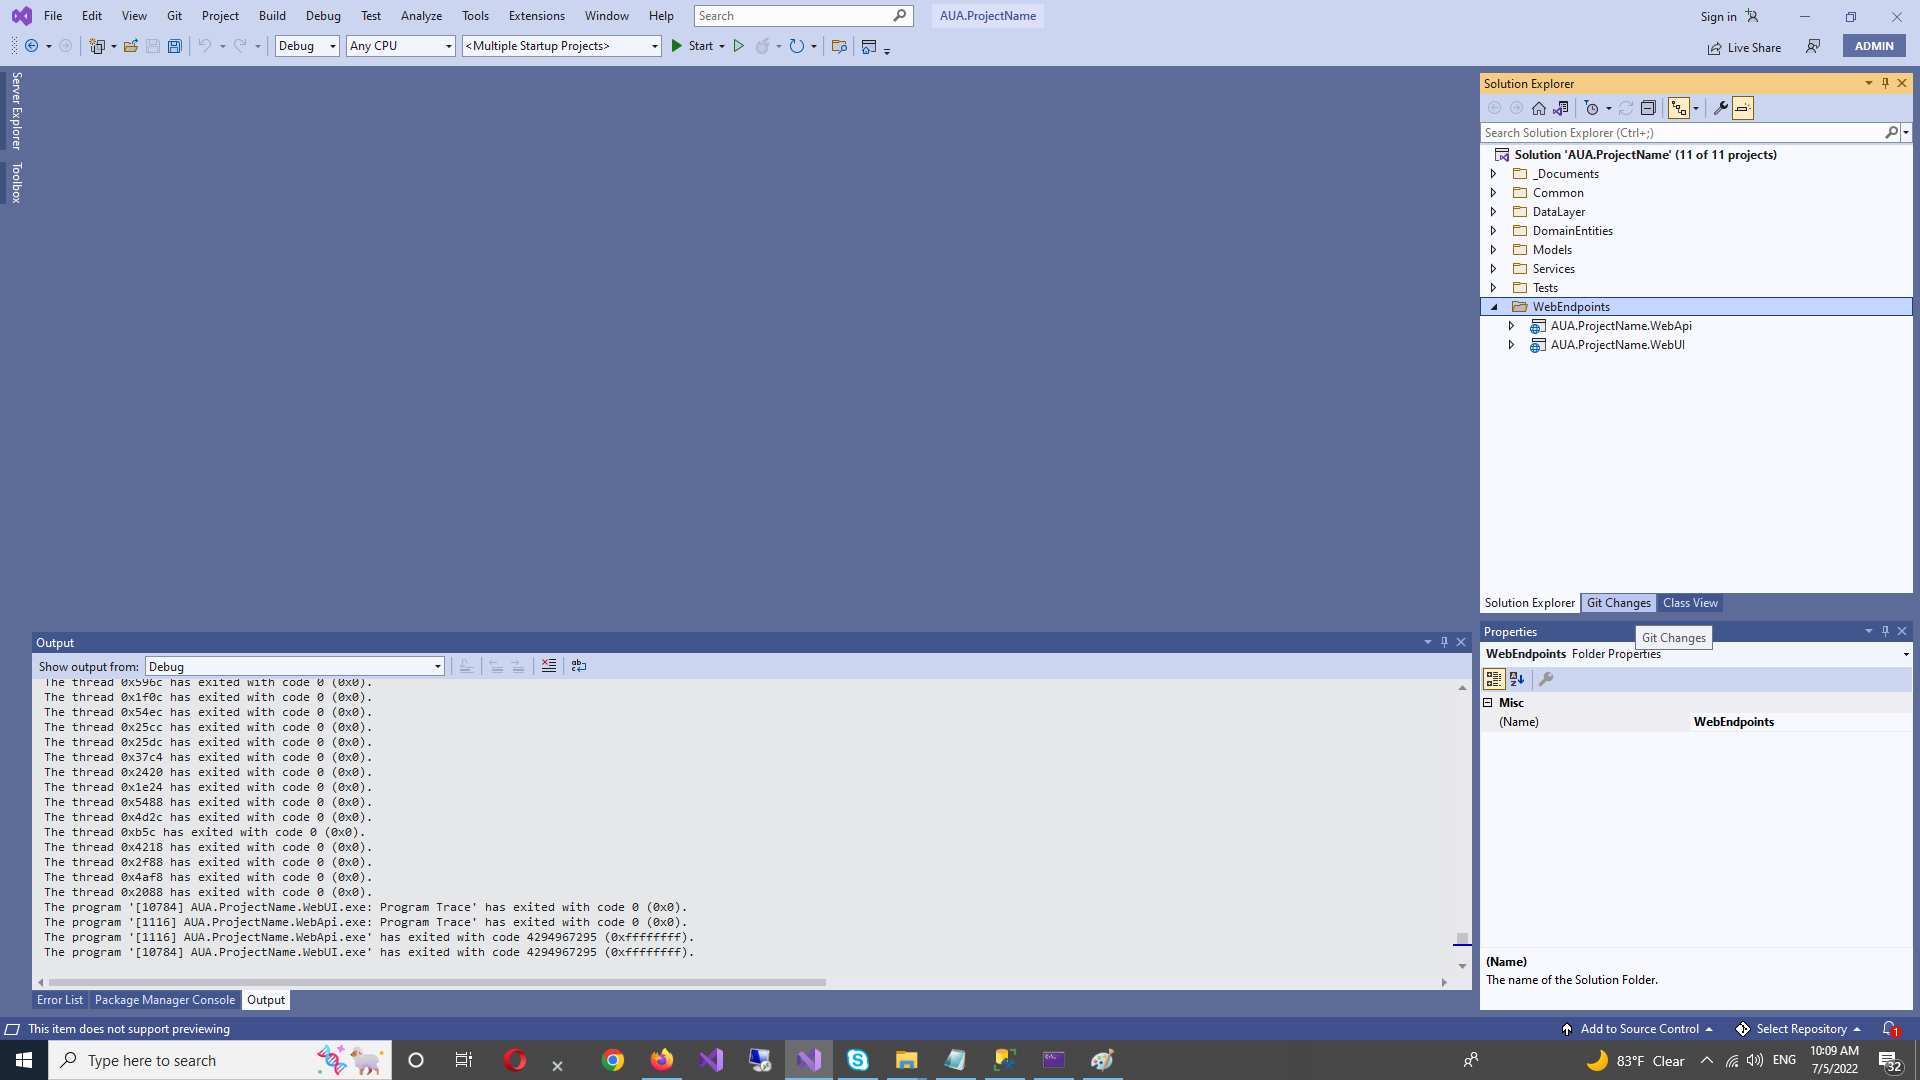 File Edit View Git Project Build Debug Test Analyze Tools Extensions Window Help Search AUA.ProjectName Sign in
Debug Any CPU <Multiple Startup Projects> Start Live Share ADMIN
Server Explorer
Toolbox
Solution Explorer
Search Solution Explorer (Ctrl+;)
Solution 'AUA.ProjectName' (11 of 11 projects)
_Documents
Common
DataLayer
DomainEntities
Models
Services
Tests
WebEndpoints
AUA.ProjectName.WebApi
AUA.ProjectName.WebUI
Solution Explorer Git Changes Class View
Git Changes
Properties
WebEndpoints Folder Properties
Misc
(Name) WebEndpoints
(Name)
The name of the Solution Folder.
Output
Show output from: Debug
The thread 0x596c has exited with code 0 (0x0).
The thread 0x1f0c has exited with code 0 (0x0).
The thread 0x54ec has exited with code 0 (0x0).
The thread 0x25cc has exited with code 0 (0x0).
The thread 0x25dc has exited with code 0 (0x0).
The thread 0x37c4 has exited with code 0 (0x0).
The thread 0x2420 has exited with code 0 (0x0).
The thread 0x1e24 has exited with code 0 (0x0).
The thread 0x5488 has exited with code 0 (0x0).
The thread 0x4d2c has exited with code 0 (0x0).
The thread 0xb5c has exited with code 0 (0x0).
The thread 0x4218 has exited with code 0 (0x0).
The thread 0x2f88 has exited with code 0 (0x0).
The thread 0x4af8 has exited with code 0 (0x0).
The thread 0x2088 has exited with code 0 (0x0).
The program '[10784] AUA.ProjectName.WebUI.exe: Program Trace' has exited with code 0 (0x0).
The program '[1116] AUA.ProjectName.WebApi.exe: Program Trace' has exited with code 0 (0x0).
The program '[1116] AUA.ProjectName.WebApi.exe' has exited with code 4294967295 (0xffffffff).
The program '[10784] AUA.ProjectName.WebUI.exe' has exited with code 4294967295 (0xffffffff).
Error List Package Manager Console Output
This item does not support previewing Add to Source Control Select Repository 1
Type here to search 83°F Clear ENG 10:09 AM
7/5/2022 32